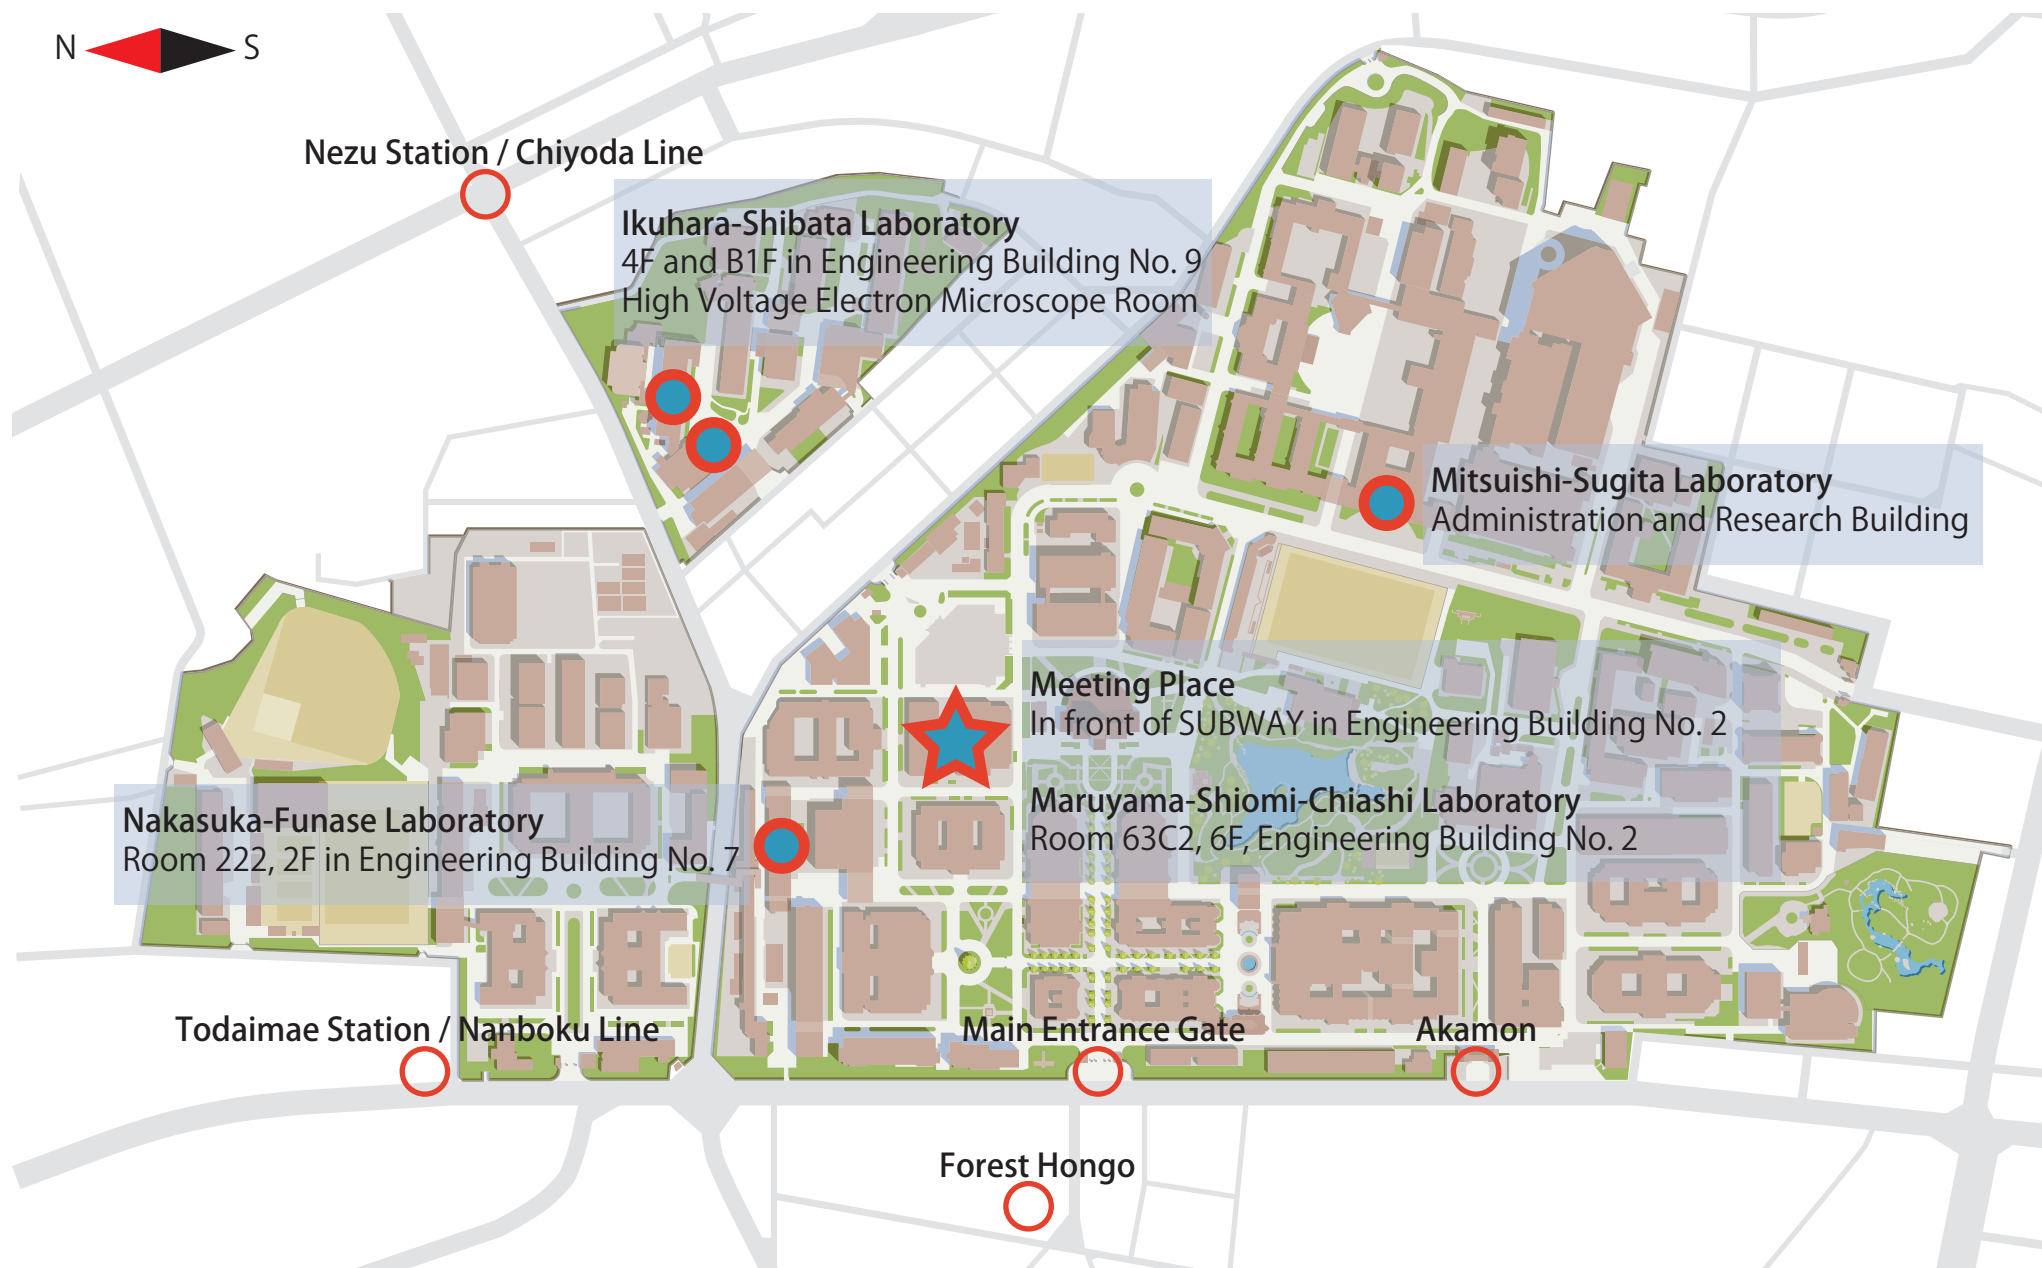 N S
Nezu Station / Chiyoda Line
Ikuhara-Shibata Laboratory
4F and B1F in Engineering Building No. 9
High Voltage Electron Microscope Room
Mitsuishi-Sugita Laboratory
Administration and Research Building
Meeting Place
In front of SUBWAY in Engineering Building No. 2
Maruyama-Shiomi-Chiashi Laboratory
Room 63C2, 6F, Engineering Building No. 2
Nakasuka-Funase Laboratory
Room 222, 2F in Engineering Building No. 7
Todaimae Station / Nanboku Line
Main Entrance Gate
Akamon
Forest Hongo